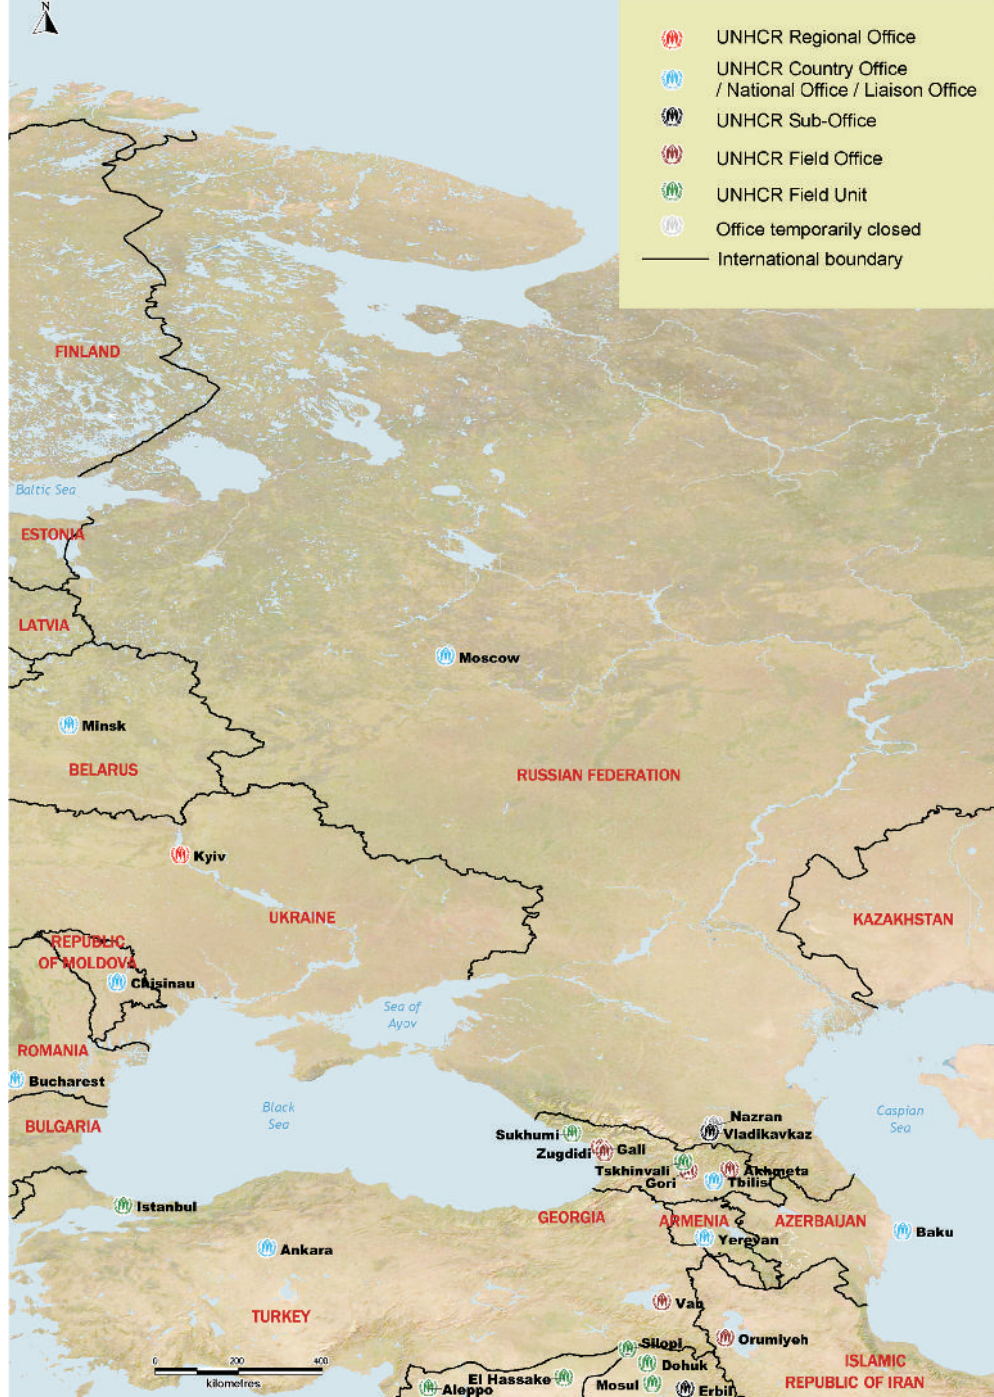 N
UNHCR Regional Office
UNHCR Country Office
/ National Office / Liaison Office
UNHCR Sub-Office
UNHCR Field Office
UNHCR Field Unit
Office temporarily closed
International boundary
FINLAND
Baltic Sea
ESTONIA
LATVIA
Moscow
Minsk
BELARUS
RUSSIAN FEDERATION
Kyiv
UKRAINE
KAZAKHSTAN
REPUBLIC
OF MOLDOVA
Chisinau
Sea of
Ayov
ROMANIA
Bucharest
BULGARIA
Black
Sea
Caspian
Sea
Nazran
Vladikavkaz
Sukhumi
Gali
Zugdidi
Tskhinvali
Akhmeta
Gori
Tbilisi
Istanbul
GEORGIA
ARMENIA
AZERBAIJAN
Yerevan
Baku
Ankara
Van
TURKEY
Orumiyeh
Silopi
Dohuk
ISLAMIC
REPUBLIC OF IRAN
El Hassake
Mosul
Erbil
Aleppo
0 200 400
kilometres